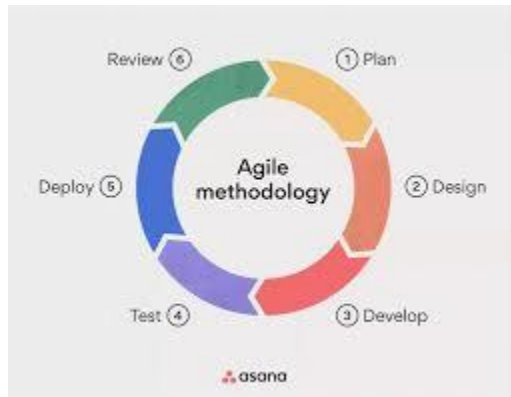 Agile
methodology
1 Plan
2 Design
3 Develop
Test 4
Deploy 5
Review 6
asana